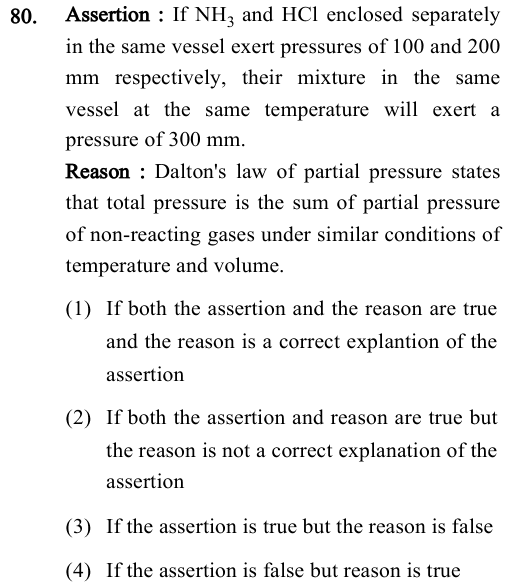 80. Assertion : If NH₃ and HCl enclosed separately
in the same vessel exert pressures of 100 and 200
mm respectively, their mixture in the same
vessel at the same temperature will exert a
pressure of 300 mm.
Reason : Dalton's law of partial pressure states
that total pressure is the sum of partial pressure
of non-reacting gases under similar conditions of
temperature and volume.
(1) If both the assertion and the reason are true
and the reason is a correct explantion of the
assertion
(2) If both the assertion and reason are true but
the reason is not a correct explanation of the
assertion
(3) If the assertion is true but the reason is false
(4) If the assertion is false but reason is true